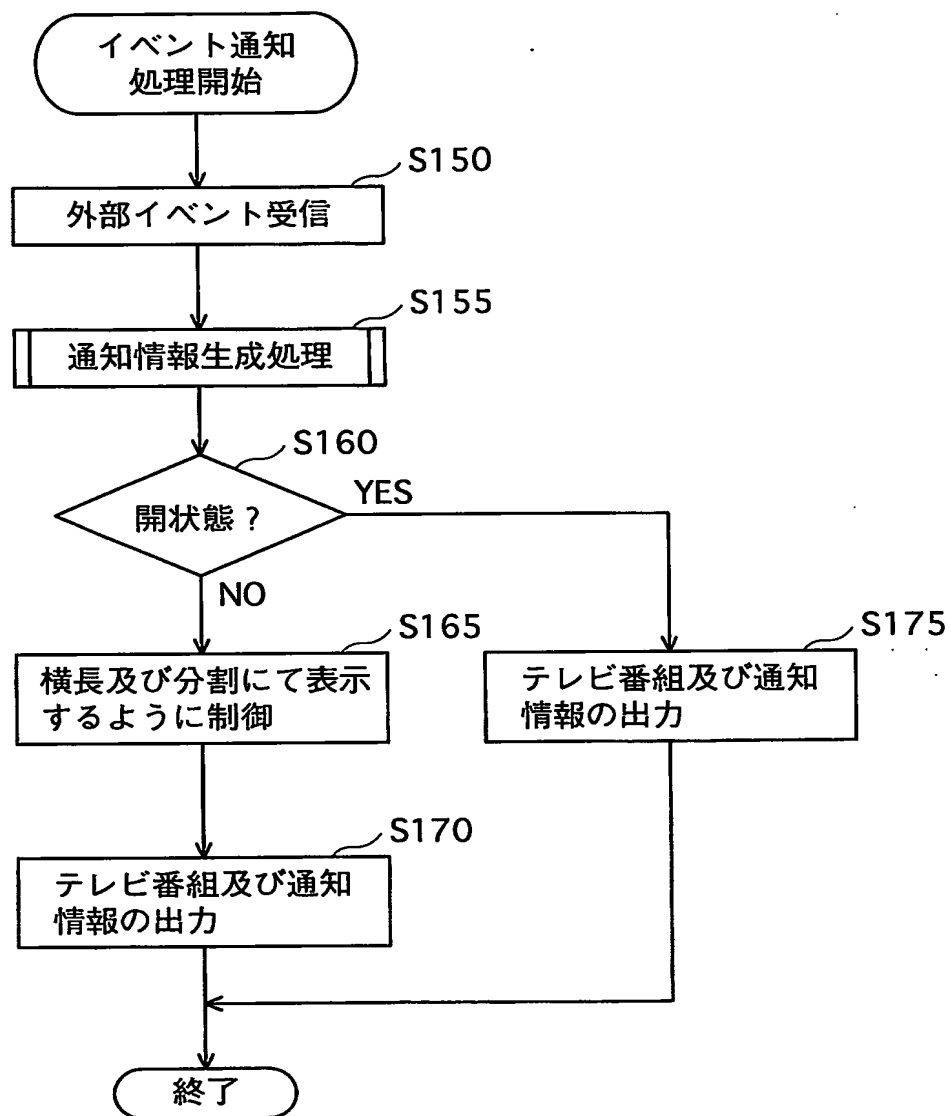 イベント通知
処理開始
S150
外部イベント受信
S155
通知情報生成処理
S160
開状態?
YES
NO
S165
横長及び分割にて表示
するように制御
S175
テレビ番組及び通知
情報の出力
S170
テレビ番組及び通知
情報の出力
終了